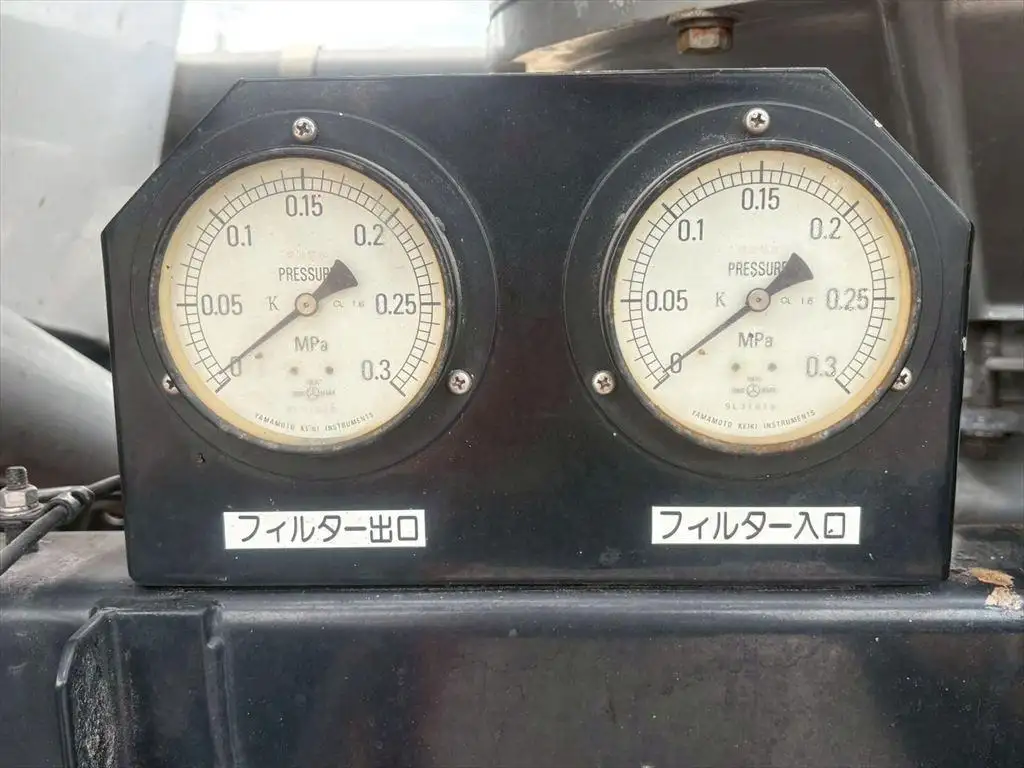 0.15
0.1
0.2
PRESSURE
0.05
K
CL 1.6
0.25
MPa
0
0.3
YAMAMOTO KEIKI INSTRUMENTS
フィルター出口
0.15
0.1
0.2
PRESSURE
0.05
K
CL 1.6
0.25
MPa
0
0.3
YAMAMOTO KEIKI INSTRUMENTS
フィルター入口